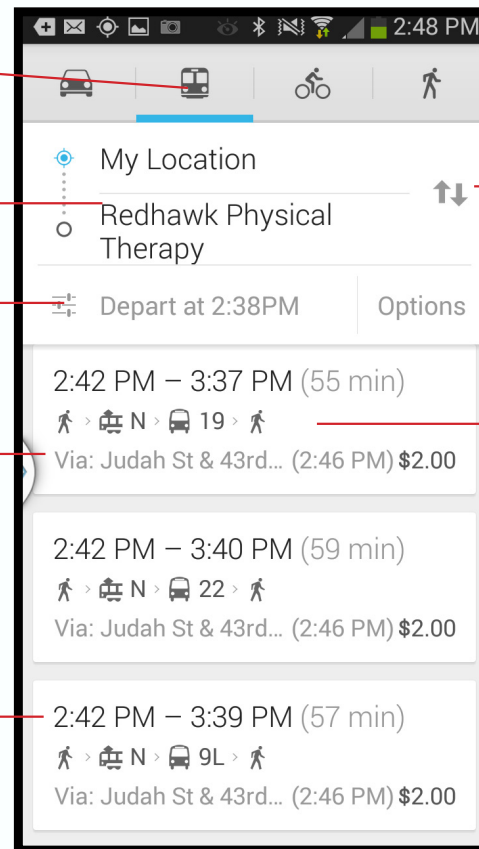 2:48 PM
My Location
Redhawk Physical
Therapy
Depart at 2:38PM Options
2:42 PM – 3:37 PM (55 min)
> N > 19 >
Via: Judah St & 43rd... (2:46 PM) $2.00
2:42 PM – 3:40 PM (59 min)
> N > 22 >
Via: Judah St & 43rd... (2:46 PM) $2.00
2:42 PM – 3:39 PM (57 min)
> N > 9L >
Via: Judah St & 43rd... (2:46 PM) $2.00